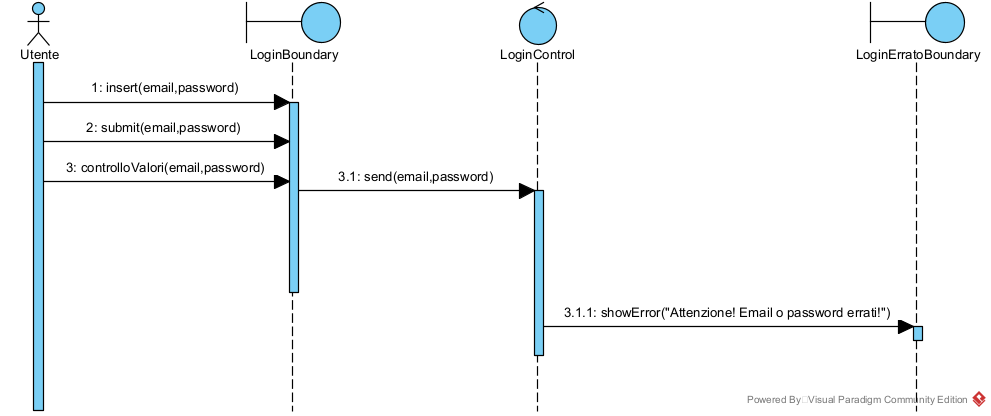 Utente
LoginBoundary
LoginControl
LoginErratoBoundary
1: insert(email,password)
2: submit(email,password)
3: controlloValori(email,password)
3.1: send(email,password)
3.1.1: showError("Attenzione! Email o password errati!")
Powered By Visual Paradigm Community Edition